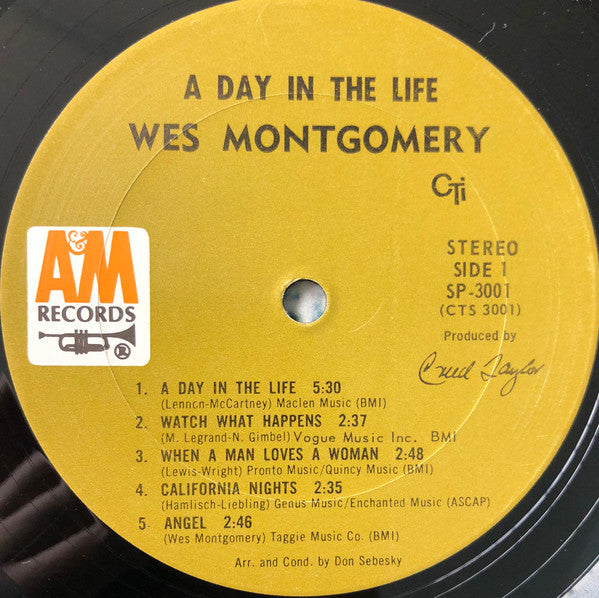 A DAY IN THE LIFE
WES MONTGOMERY
CTi
A&M
RECORDS
®
STEREO
SIDE 1
SP-3001
(CTS 3001)
Produced by
Creed Taylor
1. A DAY IN THE LIFE 5:30
(Lennon-McCartney) Maclen Music (BMI)
2. WATCH WHAT HAPPENS 2:37
(M. Legrand-N. Gimbel) Vogue Music Inc. BMI
3. WHEN A MAN LOVES A WOMAN 2:48
(Lewis-Wright) Pronto Music/Quincy Music (BMI)
4. CALIFORNIA NIGHTS 2:35
(Hamlisch-Liebling) Genus Music/Enchanted Music (ASCAP)
5. ANGEL 2:46
(Wes Montgomery) Taggie Music Co. (BMI)
Arr. and Cond. by Don Sebesky